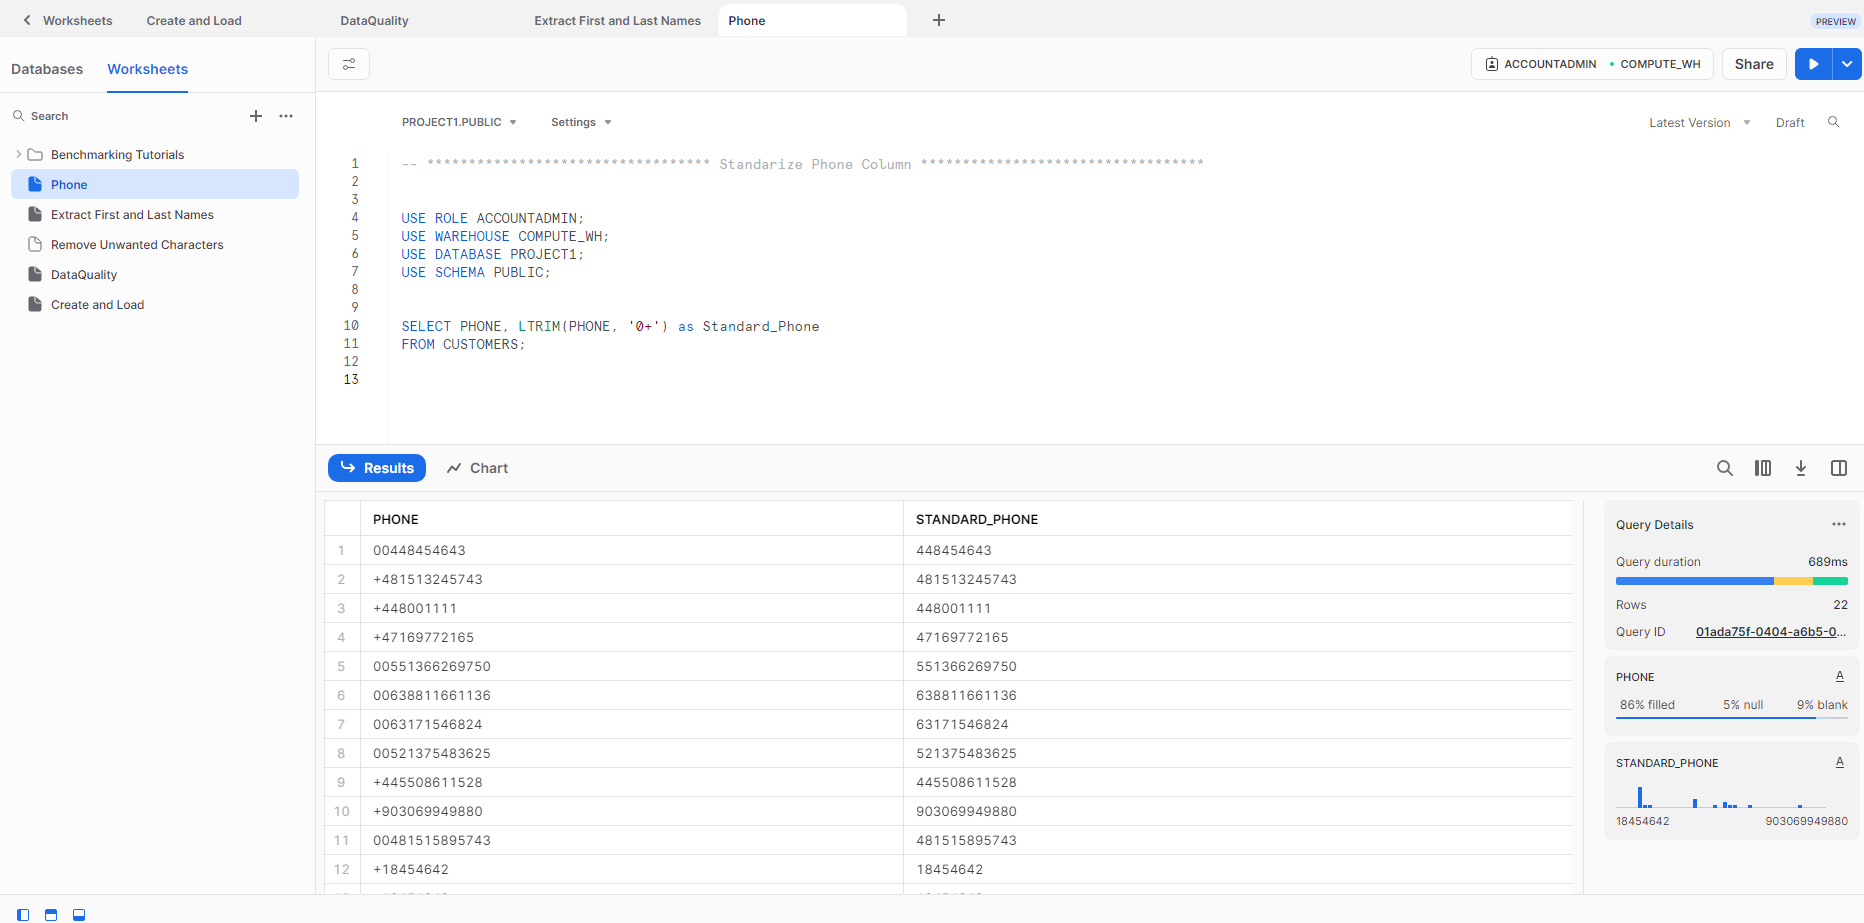 Worksheets
Create and Load
DataQuality
Extract First and Last Names
Phone
PREVIEW
Databases
Worksheets
Search
Benchmarking Tutorials
Phone
Extract First and Last Names
Remove Unwanted Characters
DataQuality
Create and Load
ACCOUNTADMIN
COMPUTE_WH
Share
PROJECT1.PUBLIC
Settings
Latest Version
Draft
1 -- ********************************** Standarize Phone Column **********************************
2
3
4 USE ROLE ACCOUNTADMIN;
5 USE WAREHOUSE COMPUTE_WH;
6 USE DATABASE PROJECT1;
7 USE SCHEMA PUBLIC;
8
9
10 SELECT PHONE, LTRIM(PHONE, '0+') as Standard_Phone
11 FROM CUSTOMERS;
12
13
Results
Chart
PHONE STANDARD_PHONE
1 00448454643 448454643
2 +481513245743 481513245743
3 +448001111 448001111
4 +47169772165 47169772165
5 00551366269750 551366269750
6 00638811661136 638811661136
7 0063171546824 63171546824
8 00521375483625 521375483625
9 +445508611528 445508611528
10 +903069949880 903069949880
11 00481515895743 481515895743
12 +18454642 18454642
Query Details
Query duration 689ms
Rows 22
Query ID 01ada75f-0404-a6b5-0...
PHONE A
86% filled 5% null 9% blank
STANDARD_PHONE A
18454642 903069949880